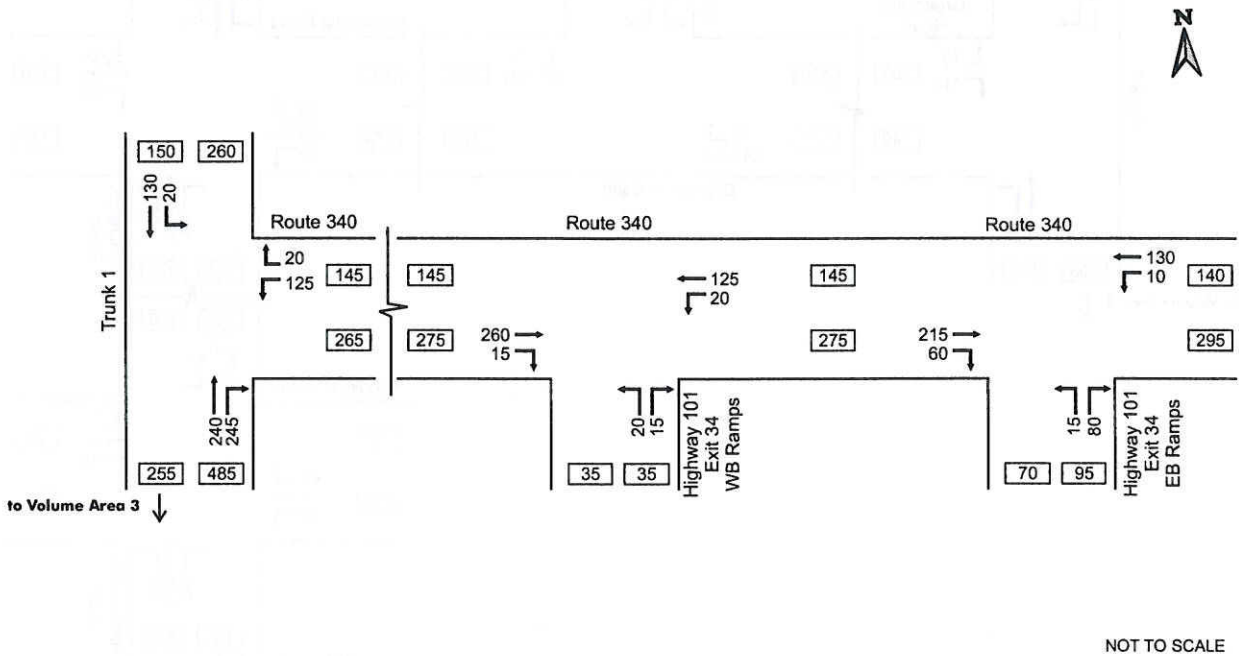 N
150 260
130
20
Route 340 Route 340 Route 340
20
125
145 145
125
20
145
130
10
140
Trunk 1
265 275
260
15
275
215
60
295
240
245
20
15
Highway 101
Exit 34
WB Ramps
15
80
Highway 101
Exit 34
EB Ramps
255 485
35 35
70 95
to Volume Area 3
NOT TO SCALE